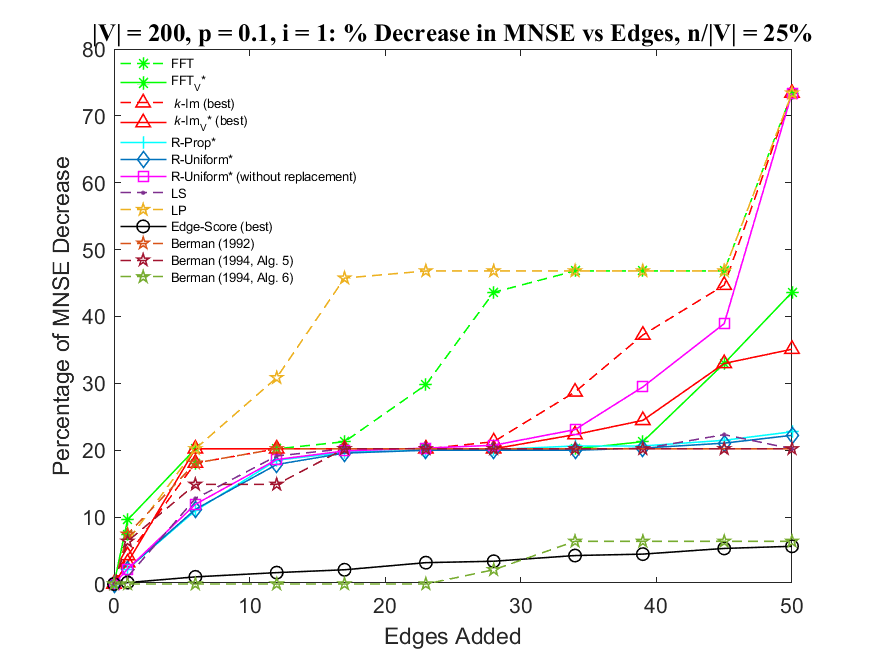 |V| = 200, p = 0.1, i = 1: % Decrease in MNSE vs Edges, n/|V| = 25%
80
70
60
50
40
30
20
10
0
Percentage of MNSE Decrease
FFT
FFTV*
k-Im (best)
k-ImV* (best)
R-Prop*
R-Uniform*
R-Uniform* (without replacement)
LS
LP
Edge-Score (best)
Berman (1992)
Berman (1994, Alg. 5)
Berman (1994, Alg. 6)
0
10
20
30
40
50
Edges Added